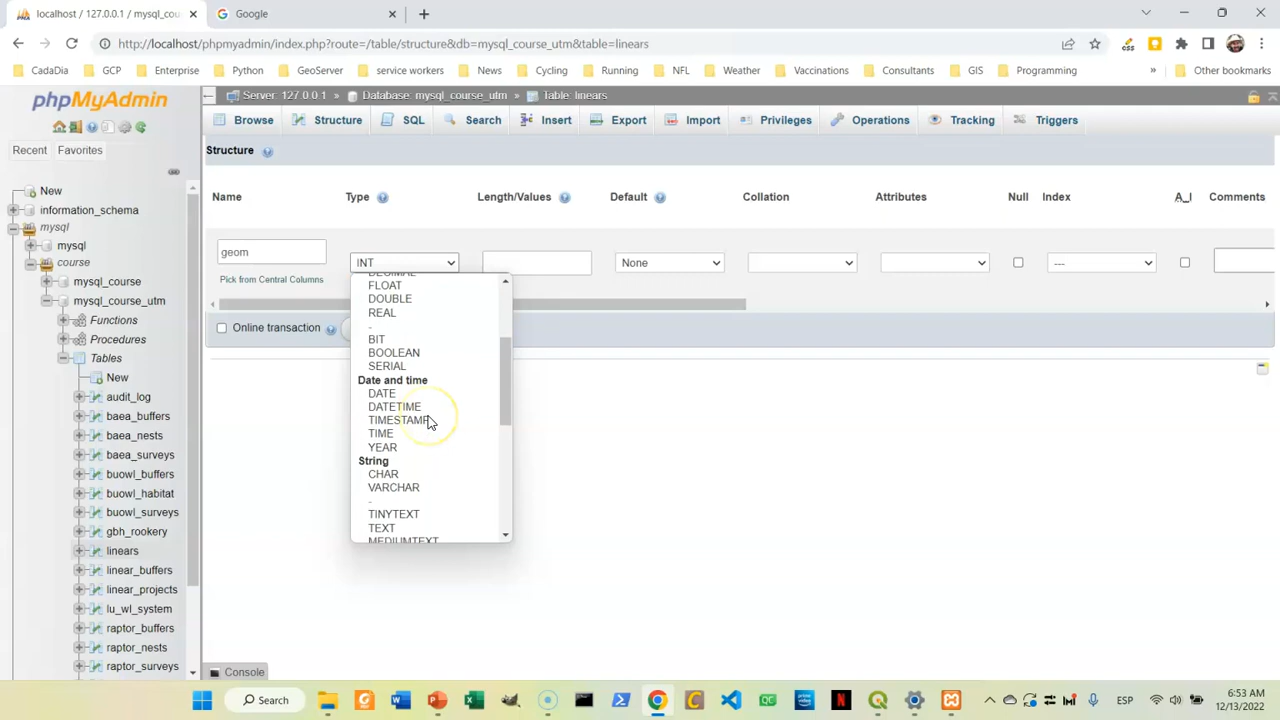 localhost / 127.0.0.1 / mysql_cou
Google
http://localhost/phpmyadmin/index.php?route=/table/structure&db=mysql_course_utm&table=linears
CadaDia
GCP
Enterprise
Python
GeoServer
service workers
News
Cycling
Running
NFL
Weather
Vaccinations
Consultants
GIS
Programming
»
Other bookmarks
phpMyAdmin
Server: 127.0.0.1 » Database: mysql_course_utm » Table: linears
Browse
Structure
SQL
Search
Insert
Export
Import
Privileges
Operations
Tracking
Triggers
Recent
Favorites
New
information_schema
mysql
mysql
course
mysql_course
mysql_course_utm
Functions
Procedures
Tables
New
audit_log
baea_buffers
baea_nests
baea_surveys
buowl_buffers
buowl_habitat
buowl_surveys
gbh_rookery
linears
linear_buffers
linear_projects
lu_wl_system
raptor_buffers
raptor_nests
raptor_surveys
Structure
Name
Type
Length/Values
Default
Collation
Attributes
Null
Index
A_I
Comments
geom
INT
None
---
Pick from Central Columns
Online transaction
DECIMAL
FLOAT
DOUBLE
REAL
-
BIT
BOOLEAN
SERIAL
Date and time
DATE
DATETIME
TIMESTAMP
TIME
YEAR
String
CHAR
VARCHAR
-
TINYTEXT
TEXT
MEDIUMTEXT
Console
Search
ESP
6:53 AM
12/13/2022